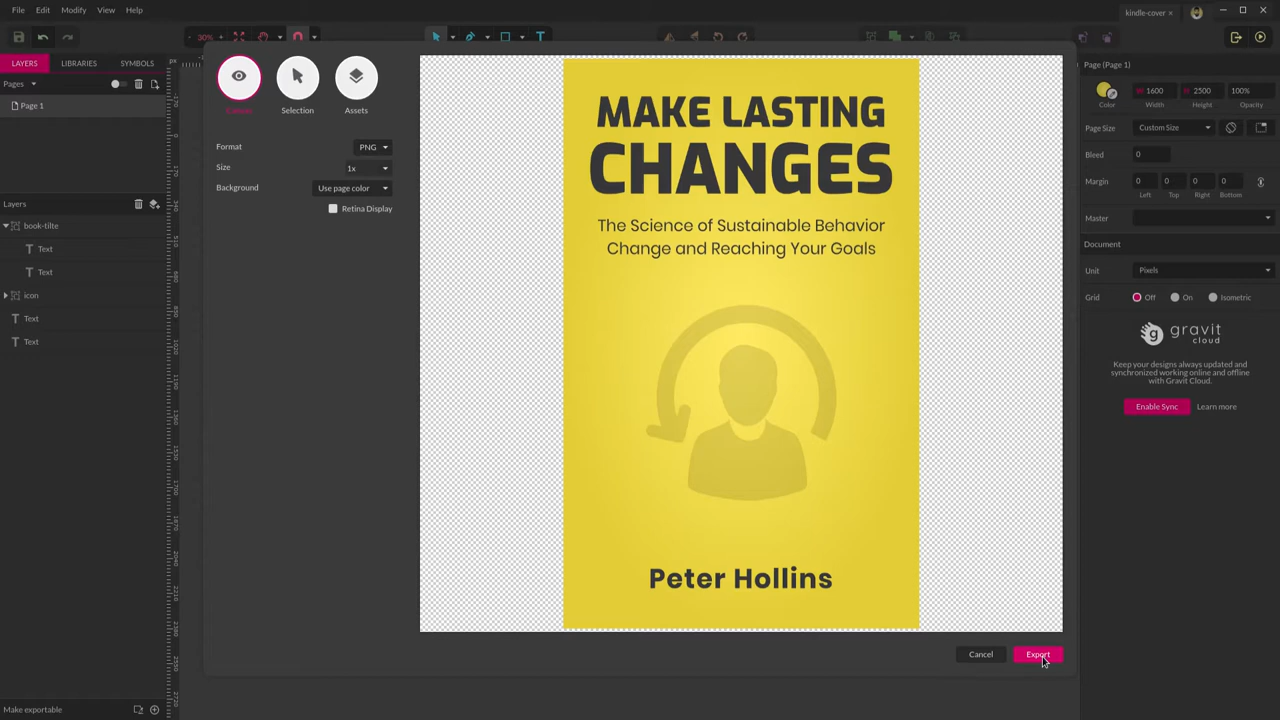 File Edit Modify View Help
kindle-cover ×
30%
LAYERS LIBRARIES SYMBOLS
px
Pages
Page 1
Layers
book-tilte
Text
Text
icon
Text
Text
Make exportable
Canvas Selection Assets
Format PNG
Size 1x
Background Use page color
Retina Display
MAKE LASTING
CHANGES
The Science of Sustainable Behavior
Change and Reaching Your Goals
Peter Hollins
Cancel Export
Page (Page 1)
W 1600 H 2500 100%
Color Width Height Opacity
Page Size Custom Size
Bleed 0
Margin 0 0 0 0
Left Top Right Bottom
Master
Document
Unit Pixels
Grid Off On Isometric
gravit
cloud
Keep your designs always updated and
synchronized working online and offline
with Gravit Cloud.
Enable Sync Learn more